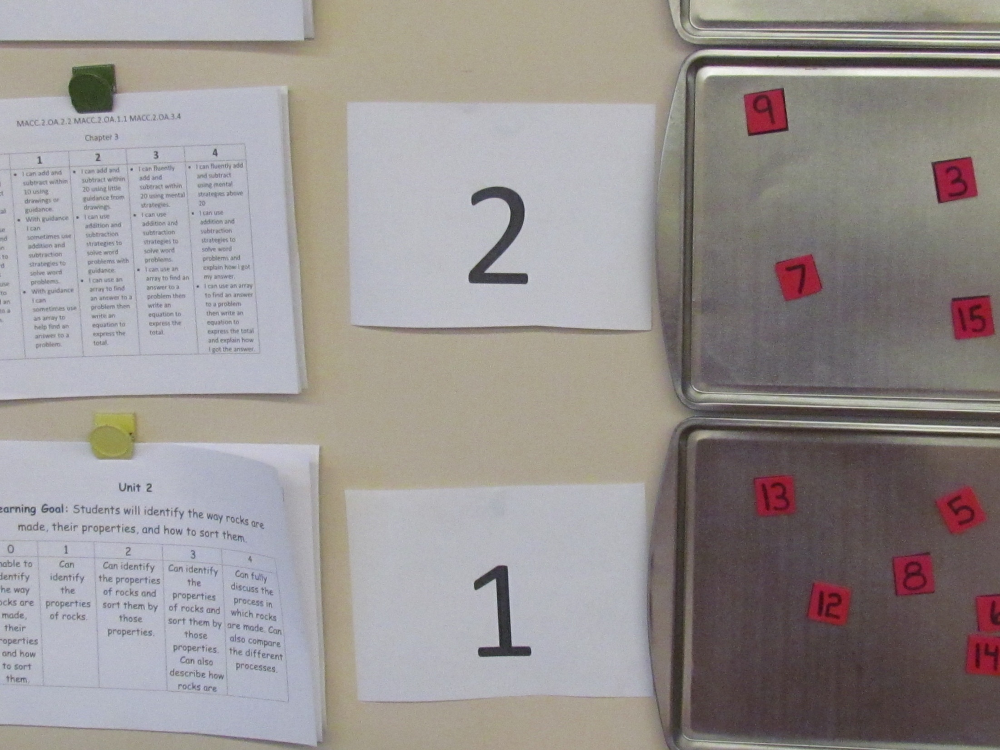 MACC.2.OA.2.2 MACC.2.OA.1.1 MACC.2.OA.3.4
Chapter 3
1
I can add and
subtract within
10 using
drawings or
guidance.
With guidance
I can
sometimes use
addition and
subtraction
strategies to
solve word
problems.
With guidance
I can
sometimes use
an array to
help find an
answer to a
problem.
2
I can add and
subtract within
20 using little
guidance from
drawings.
I can use
addition and
subtraction
strategies to
solve word
problems with
guidance.
I can use an
array to find
an answer to a
problem then
write an
equation to
express the
total.
3
I can fluently
add and
subtract within
20 using mental
strategies.
I can use
addition and
subtraction
strategies to
solve word
problems.
I can use an
array to find an
answer to a
problem then
write an
equation to
express the
total.
4
I can fluently add
and subtract
using mental
strategies above
20
I can use
addition and
subtraction
strategies to
solve word
problems and
explain how i got
my answer.
I can use an array
to find an answer
to a problem
then write an
equation to
express the total
and explain how
I got the answer.
2
9
3
7
15
Unit 2
earning Goal: Students will identify the way rocks are
made, their properties, and how to sort them.
0
able to
dentify
he way
ocks are
made,
their
roperties
and how
to sort
them.
1
Can
identify
the
properties
of rocks.
2
Can identify
the properties
of rocks and
sort them by
those
properties.
3
Can identify
the
properties
of rocks and
sort them by
those
properties.
Can also
describe how
rocks are
4
Can fully
discuss the
process in
which rocks
are made. Can
also compare
the different
processes.
1
13
5
8
12
6
14